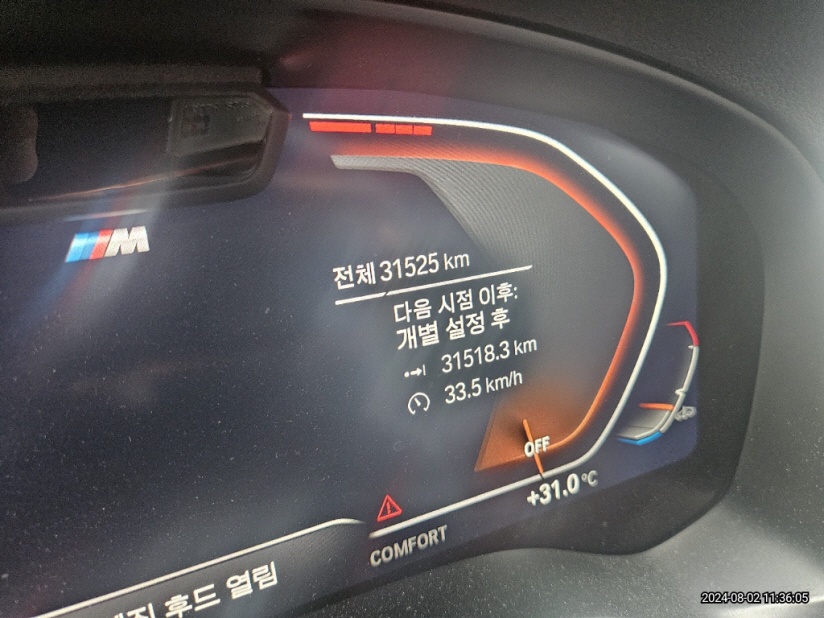 M
전체 31525 km
다음 시점 이후:
개별 설정 후
31518.3 km
33.5 km/h
OFF
+31.0 °C
COMFORT
후드 열림
2024-08-02 11:36:05